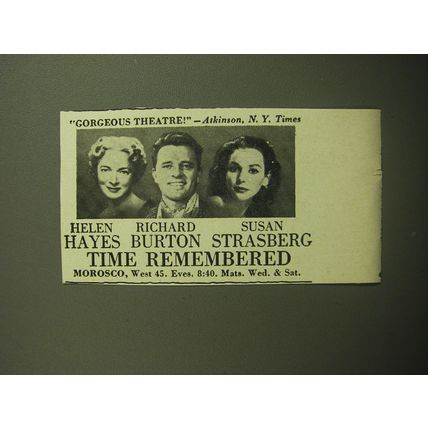 "GORGEOUS THEATRE!" — Atkinson, N. Y. Times
HELEN RICHARD SUSAN
HAYES BURTON STRASBERG
TIME REMEMBERED
MOROSCO, West 45. Eves. 8:40. Mats. Wed. & Sat.